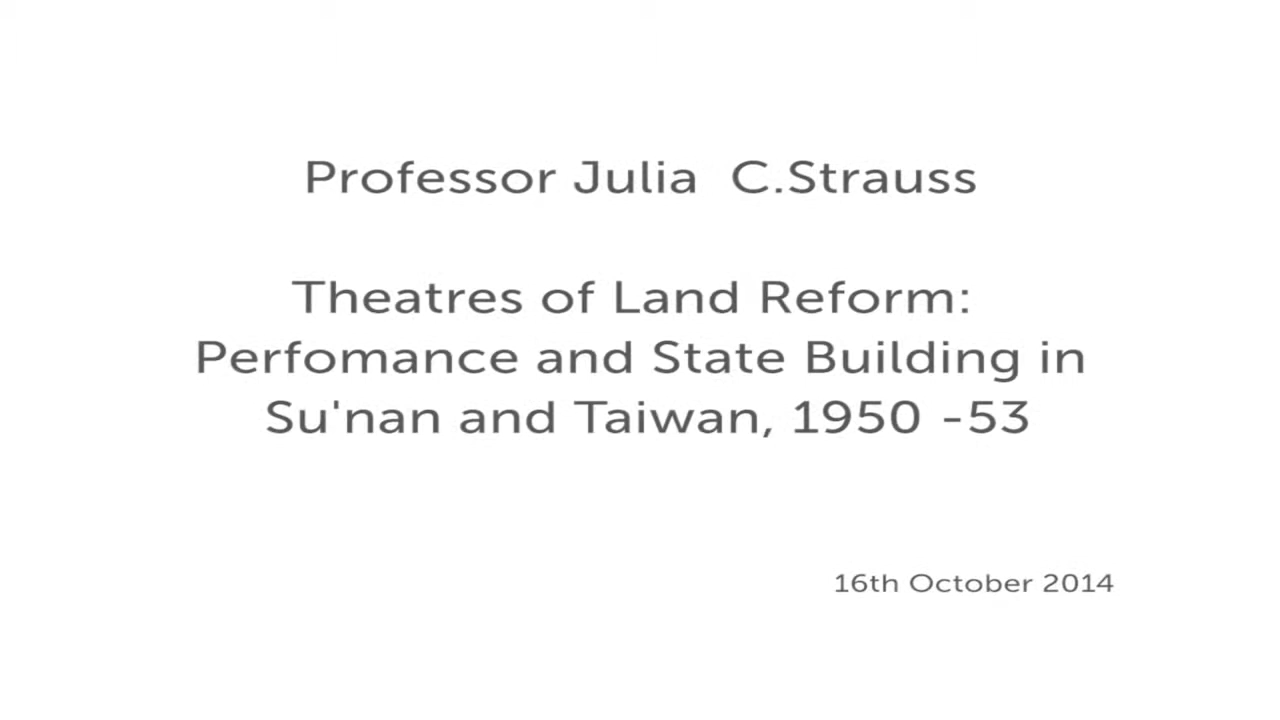 Professor Julia  C.Strauss
Theatres of Land Reform:
Perfomance and State Building in
Su'nan and Taiwan, 1950 -53
16th October 2014